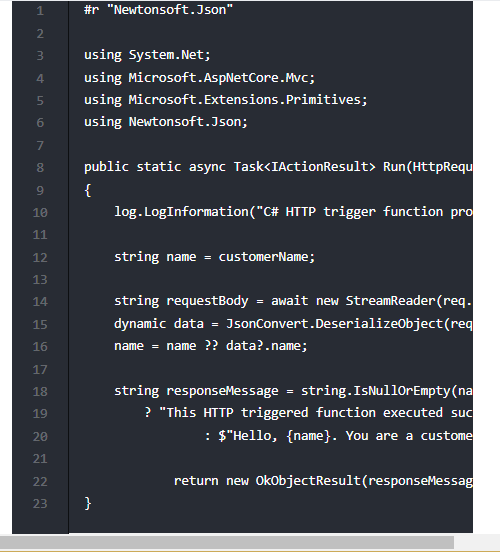 1 #r "Newtonsoft.Json"
2
3 using System.Net;
4 using Microsoft.AspNetCore.Mvc;
5 using Microsoft.Extensions.Primitives;
6 using Newtonsoft.Json;
7
8 public static async Task<IActionResult> Run(HttpRequ
9 {
10 log.LogInformation("C# HTTP trigger function pro
11
12 string name = customerName;
13
14 string requestBody = await new StreamReader(req.
15 dynamic data = JsonConvert.DeserializeObject(req
16 name = name ?? data?.name;
17
18 string responseMessage = string.IsNullOrEmpty(na
19 ? "This HTTP triggered function executed suc
20 : $"Hello, {name}. You are a custome
21
22 return new OkObjectResult(responseMessag
23 }